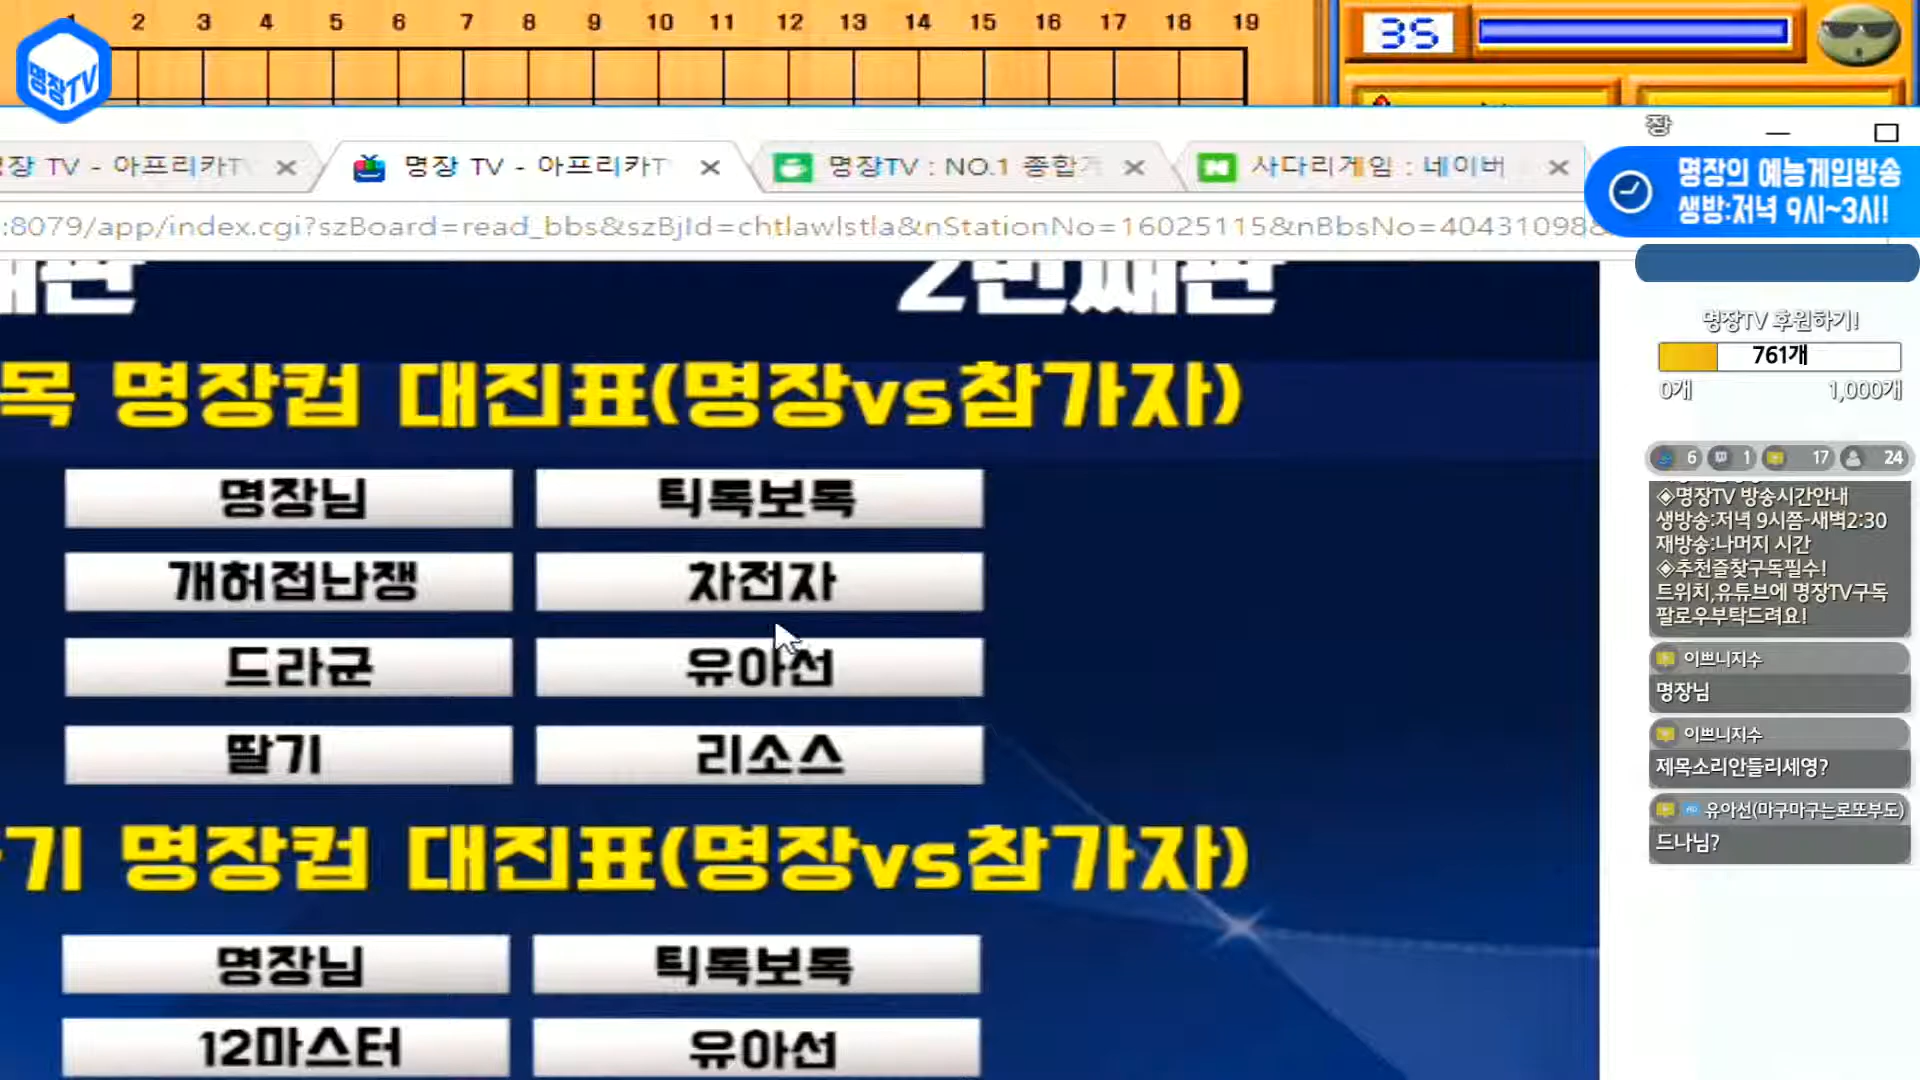 1 2 3 4 5 6 7 8 9 10 11 12 13 14 15 16 17 18 19
35
명장TV
장
장 TV - 아프리카T
명장 TV - 아프리카T
명장TV : NO.1 종합
사다리게임 : 네이버
명장의 예능게임방송
생방:저녁 9시~3시!
:8079/app/index.cgi?szBoard=read_bbs&szBjId=chtlawlstla&nStationNo=16025115&nBbsNo=40431098
2번째판
목 명장컵 대진표(명장vs참가자)
명장님 틱톡보톡
개허접난쟁 차전자
드라군 유아선
딸기 리소스
기 명장컵 대진표(명장vs참가자)
명장님 틱톡보톡
12마스터 유아선
명장TV 후원하기!
761개
0개 1,000개
6 1 17 24
◈명장TV 방송시간안내
생방송:저녁 9시쯤-새벽2:30
재방송:나머지 시간
◈추천즐찾구독필수!
트위치,유튜브에 명장TV구독
팔로우부탁드려요!
이쁘니지수
명장님
이쁘니지수
제목소리안들리세영?
유아선(마구마구는로또부도)
드나님?